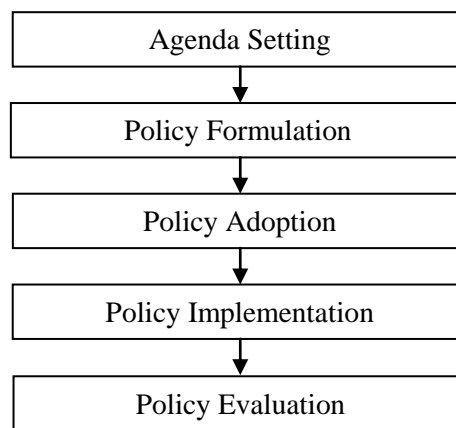 Agenda Setting
Policy Formulation
Policy Adoption
Policy Implementation
Policy Evaluation